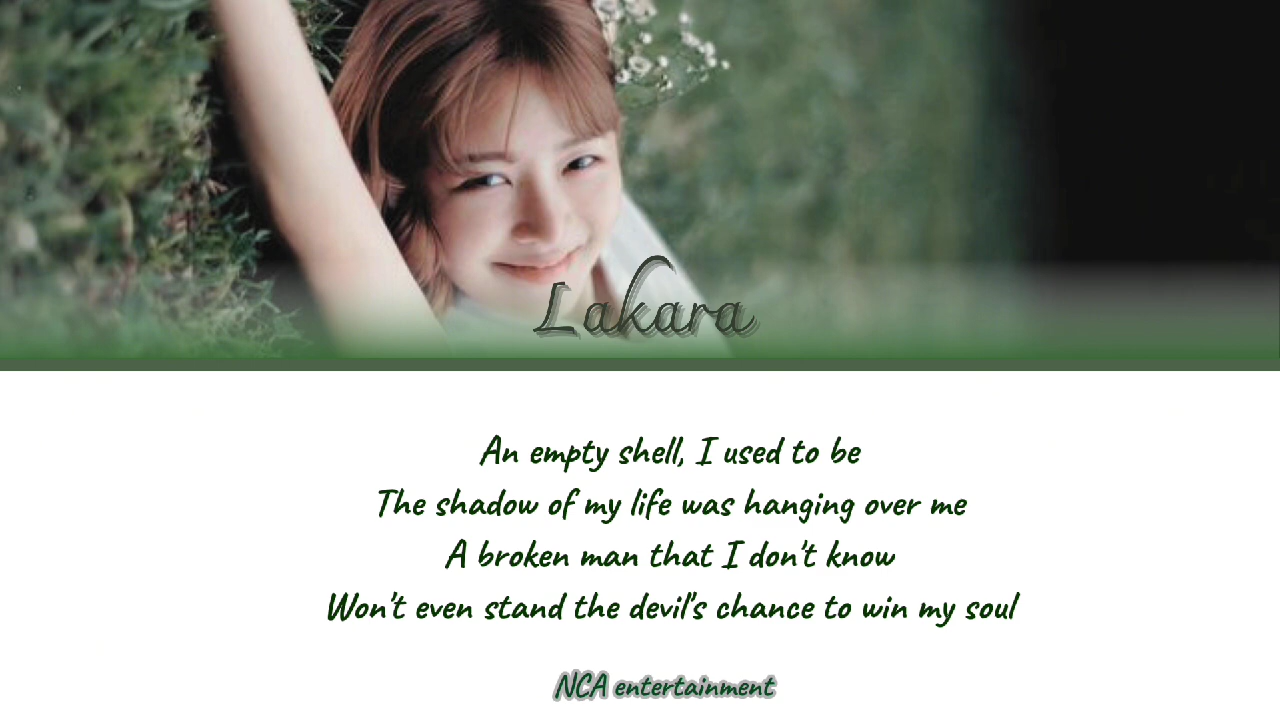 Lakara
An empty shell, I used to be
The shadow of my life was hanging over me
A broken man that I don't know
Won't even stand the devil's chance to win my soul
NCA entertainment